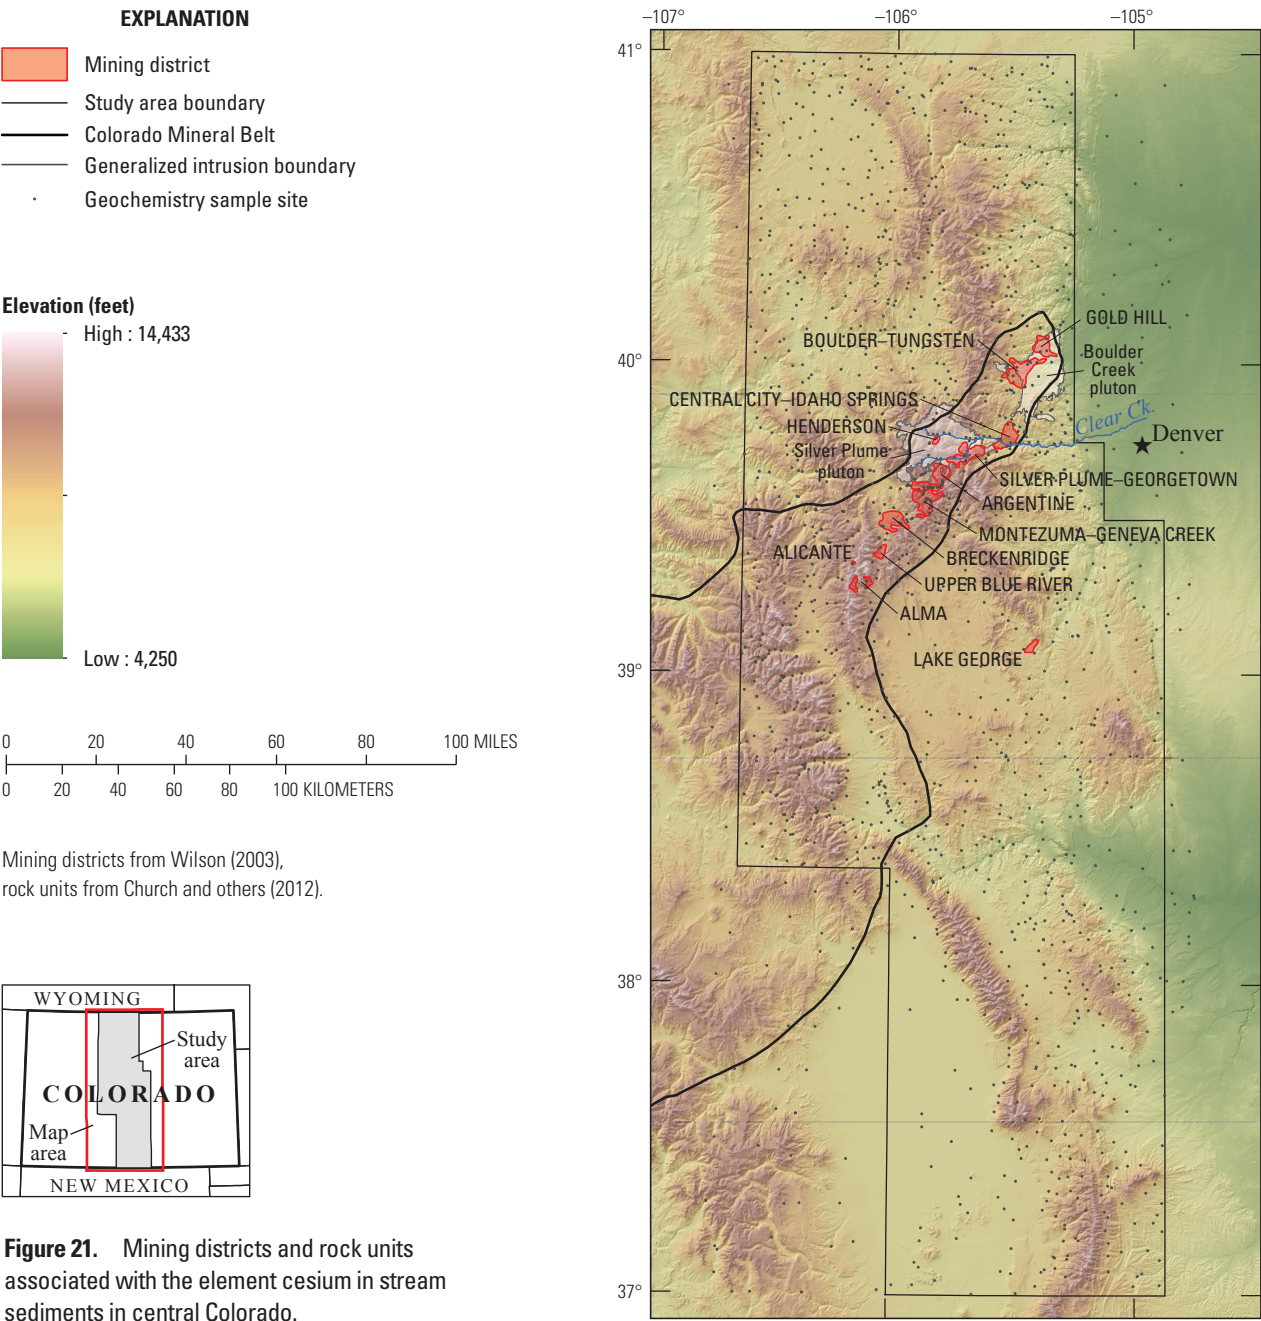 EXPLANATION
Mining district
Study area boundary
Colorado Mineral Belt
Generalized intrusion boundary
Geochemistry sample site
Elevation (feet)
High : 14,433
Low : 4,250
0 20 40 60 80 100 MILES
0 20 40 60 80 100 KILOMETERS
Mining districts from Wilson (2003),
rock units from Church and others (2012).
WYOMING
Study
area
COLORADO
Map
area
NEW MEXICO
Figure 21. Mining districts and rock units
associated with the element cesium in stream
sediments in central Colorado.
–107° –106° –105°
41°
40°
39°
38°
37°
GOLD HILL
BOULDER–TUNGSTEN
Boulder
Creek
pluton
CENTRAL CITY–IDAHO SPRINGS
Clear Ck.
HENDERSON
Denver
Silver Plume
pluton
SILVER PLUME–GEORGETOWN
ARGENTINE
MONTEZUMA–GENEVA CREEK
ALICANTE
BRECKENRIDGE
UPPER BLUE RIVER
ALMA
LAKE GEORGE